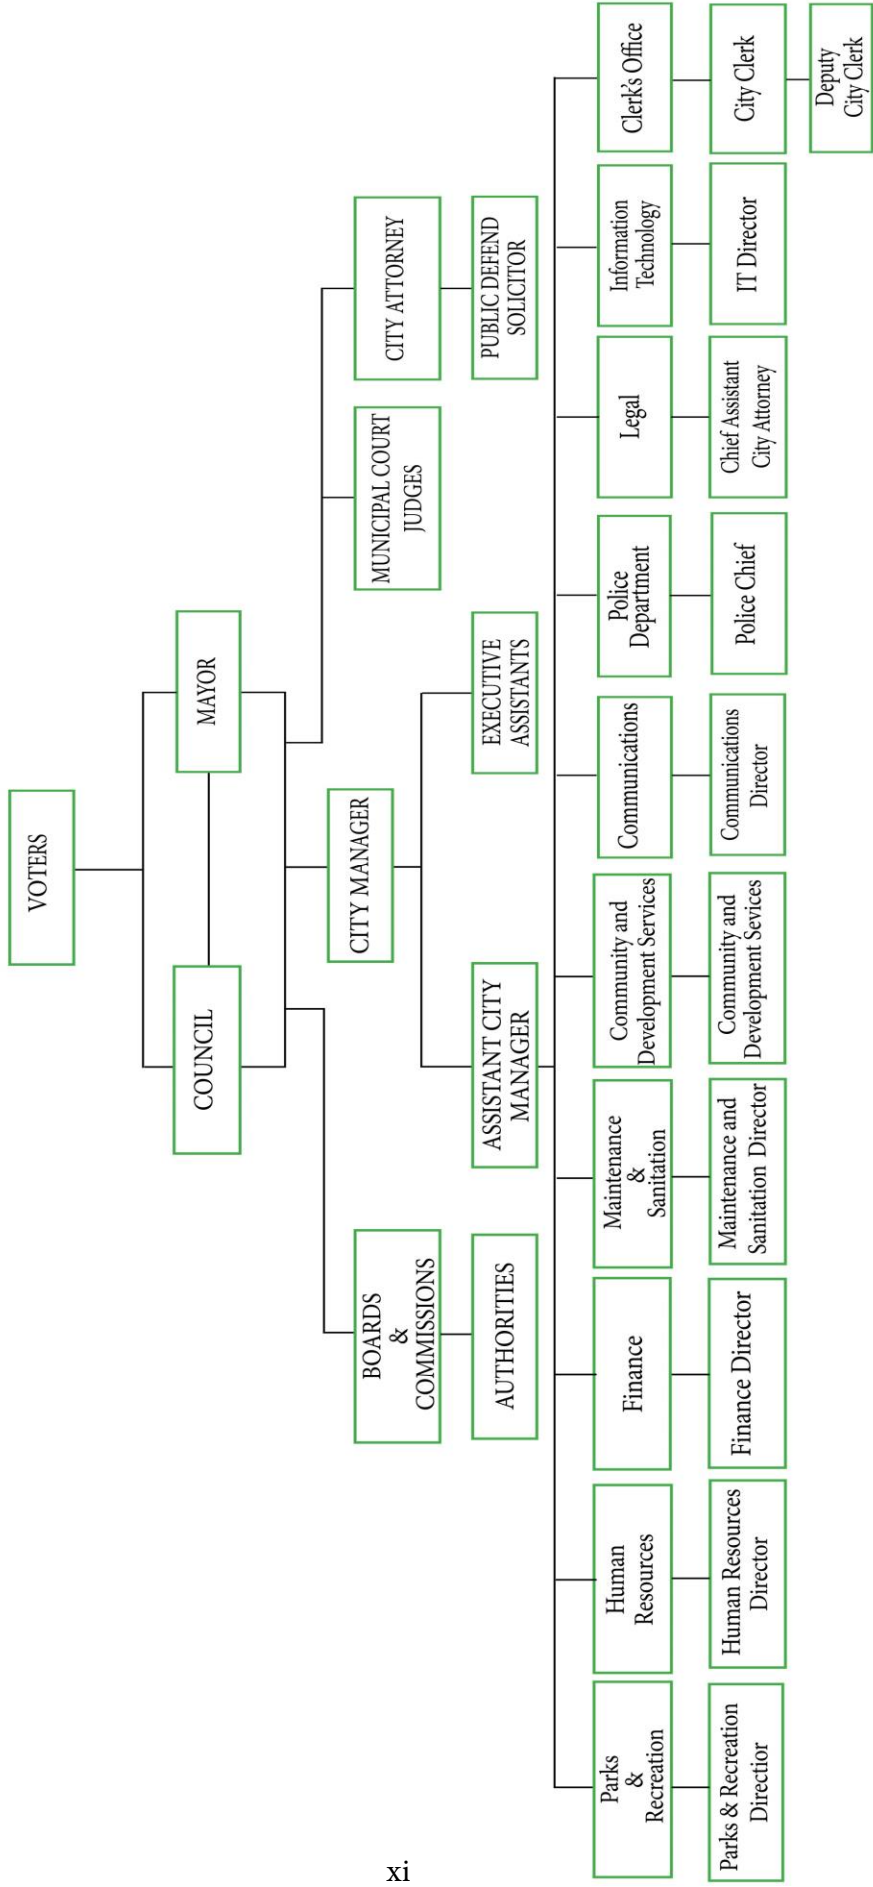 VOTERS
COUNCIL
MAYOR
BOARDS
&
COMMISSIONS
CITY MANAGER
MUNICIPAL COURT
JUDGES
CITY ATTORNEY
AUTHORITIES
ASSISTANT CITY
MANAGER
EXECUTIVE
ASSISTANTS
PUBLIC DEFEND
SOLICITOR
Parks
&
Recreation
Human
Resources
Finance
Maintenance
&
Sanitation
Community and
Development Services
Communications
Police
Department
Legal
Information
Technology
Clerk's Office
Parks & Recreation
Directior
Human Resources
Director
Finance Director
Maintenance and
Sanitation Director
Community and
Development Sevices
Communications
Director
Police Chief
Chief Assistant
City Attorney
IT Director
City Clerk
Deputy
City Clerk
xi